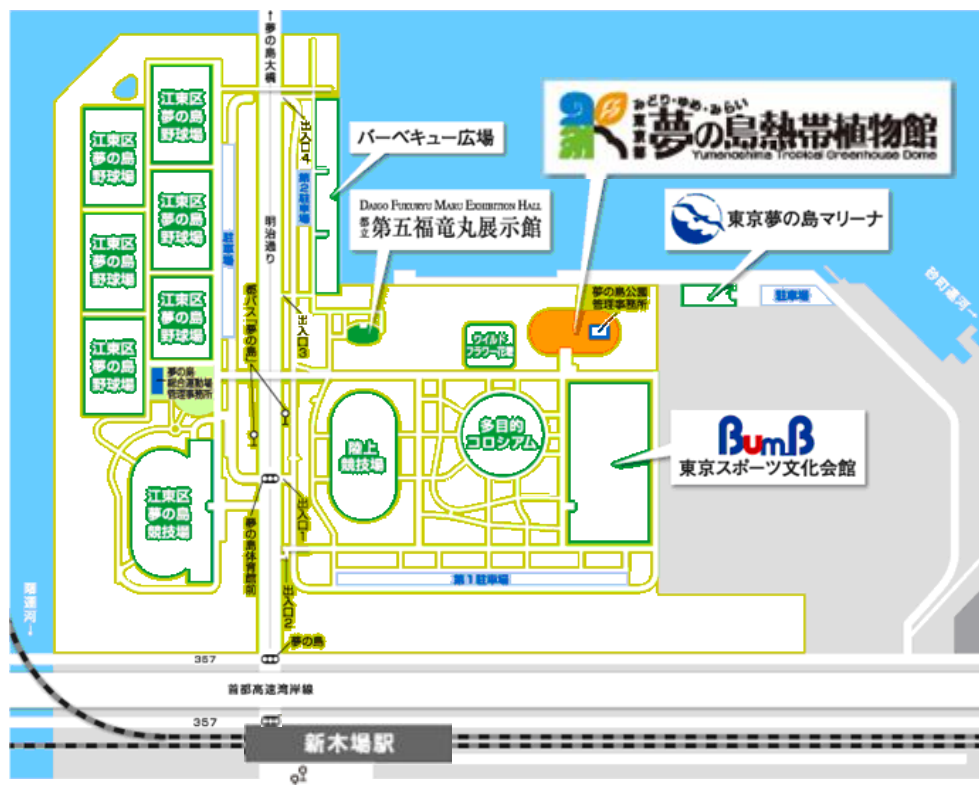 ↑夢の島大橋
江東区
夢の島
野球場
江東区
夢の島
野球場
江東区
夢の島
野球場
江東区
夢の島
野球場
江東区
夢の島
野球場
江東区
夢の島
野球場
駐車場
出入口4
第2駐車場
明治通り
バーベキュー広場
DAIGO FUKURYU MARU EXHIBITION HALL
都立 第五福竜丸展示館
みどり・ゆめ・みらい
東京都 夢の島熱帯植物館
Yumenoshima Tropical Greenhouse Dome
東京夢の島マリーナ
駐車場
砂町運河→
夢の島公園
管理事務所
ワイルド
フラワー花壇
都バス「夢の島」
出入口3
夢の島
総合運動場
管理事務所
陸上
競技場
多目的
コロシアム
BumB
東京スポーツ文化会館
江東区
夢の島
競技場
夢の島体育館前
出入口1
第1駐車場
出入口2
夢の島
曙運河→
357
首都高速湾岸線
357
新木場駅